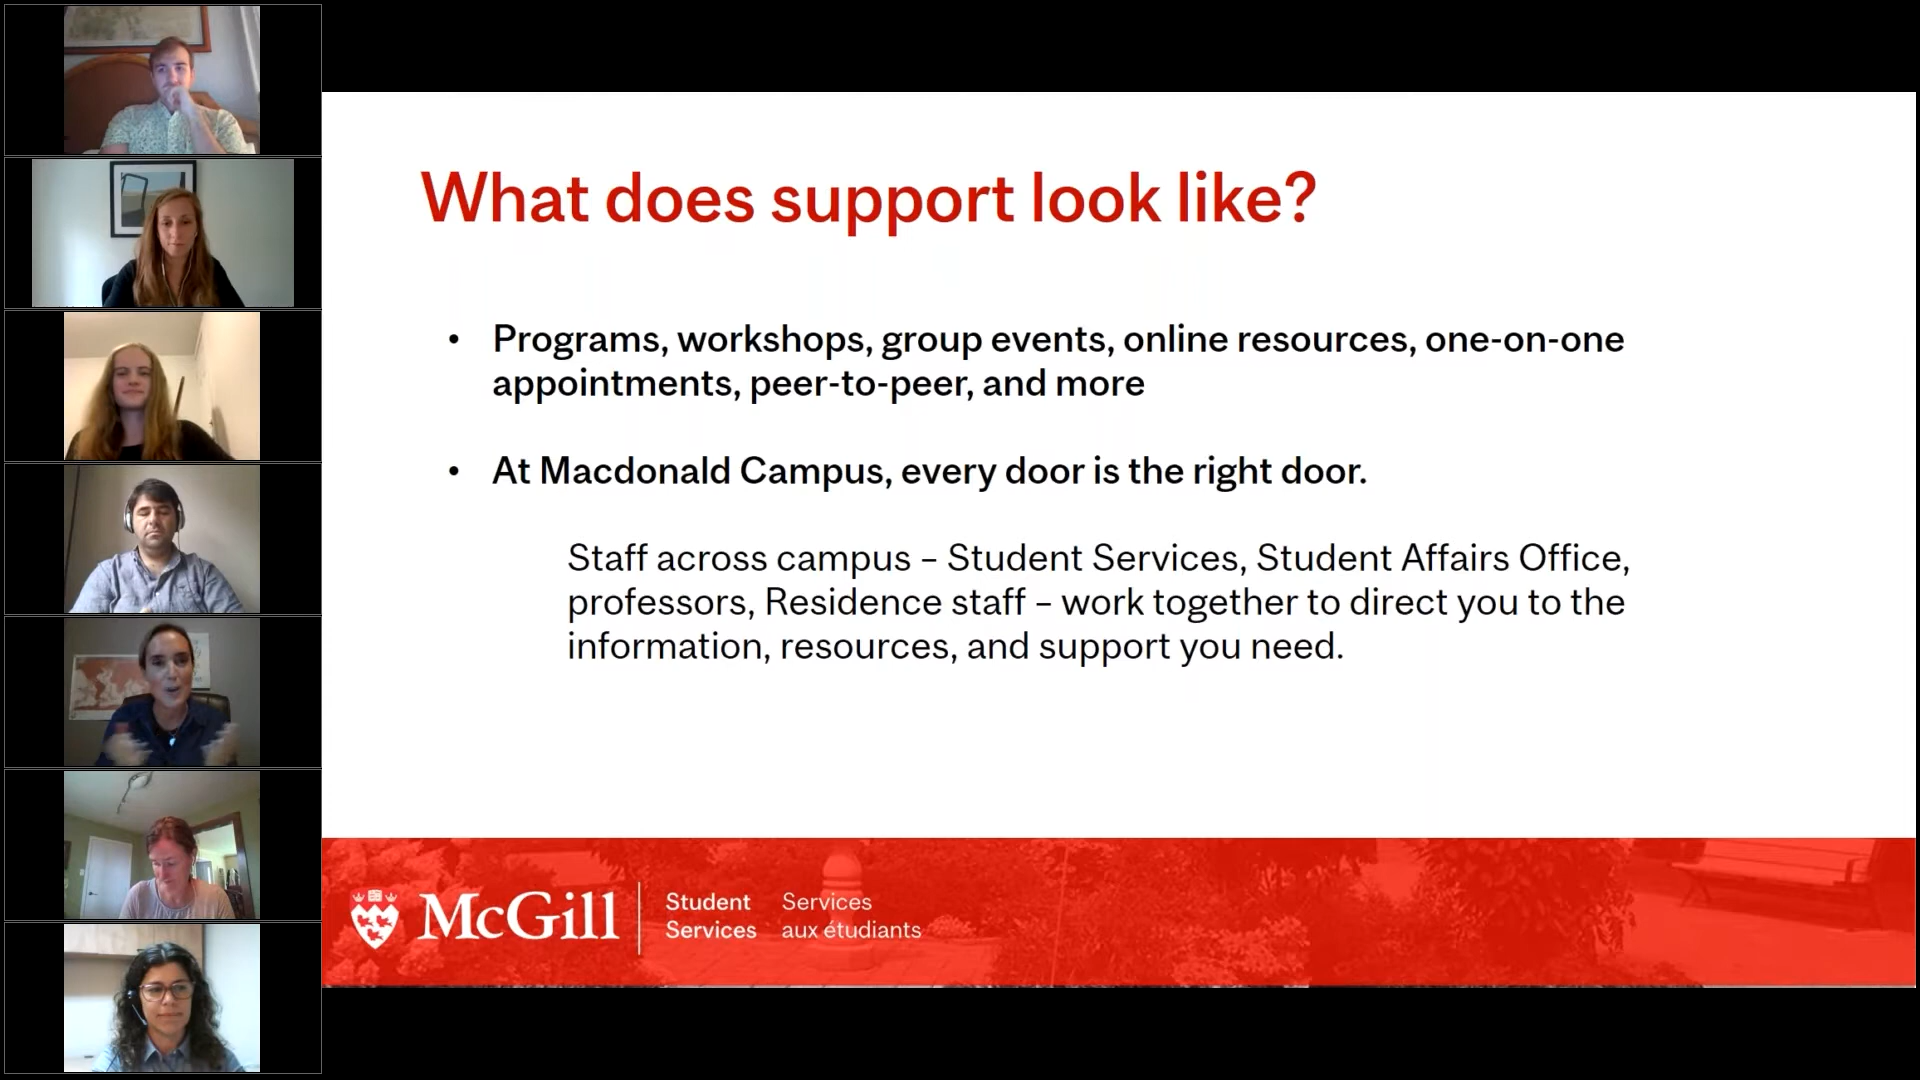 What does support look like?
• Programs, workshops, group events, online resources, one-on-one
appointments, peer-to-peer, and more
• At Macdonald Campus, every door is the right door.
Staff across campus – Student Services, Student Affairs Office,
professors, Residence staff – work together to direct you to the
information, resources, and support you need.
McGill
Student
Services
Services
aux étudiants